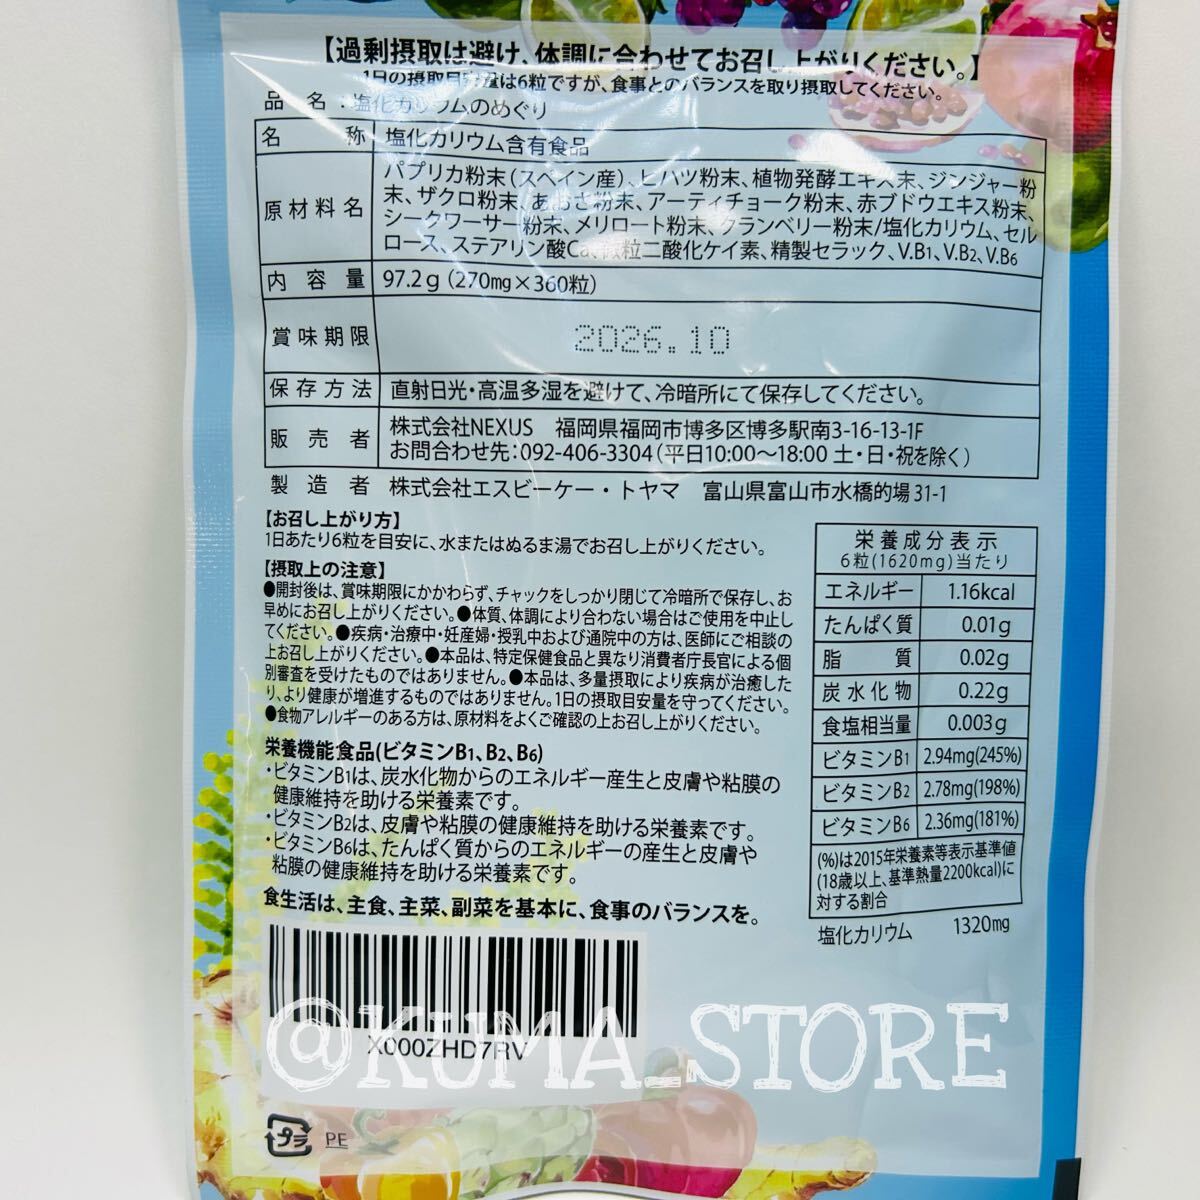 【過剰摂取は避け、体調に合わせてお召し上がりください。】
1日の摂取目安量は6粒ですが、食事とのバランスを取り摂取してください。
品名:塩化カリウムのめぐり
名称 塩化カリウム含有食品
原材料名 パプリカ粉末(スペイン産)、ヒハツ粉末、植物発酵エキス末、ジンジャー粉
末、ザクロ粉末、あおさ粉末、アーティチョーク粉末、赤ブドウエキス粉末、
シークワーサー粉末、メリロート粉末、クランベリー粉末/塩化カリウム、セル
ロース、ステアリン酸Ca、微粒二酸化ケイ素、精製セラック、V.B1、V.B2、V.B6
内容量 97.2g(270mg×360粒)
賞味期限 2026.10
保存方法 直射日光・高温多湿を避けて、冷暗所にて保存してください。
販売者 株式会社NEXUS 福岡県福岡市博多区博多駅南3-16-13-1F
お問合わせ先:092-406-3304(平日10:00〜18:00 土・日・祝を除く)
製造者 株式会社エスビーケー・トヤマ 富山県富山市水橋的場31-1
【お召し上がり方】
1日あたり6粒を目安に、水またはぬるま湯でお召し上がりください。
【摂取上の注意】
●開封後は、賞味期限にかかわらず、チャックをしっかり閉じて冷暗所で保存し、お
早めにお召し上がりください。●体質、体調により合わない場合はご使用を中止し
てください。●疾病・治療中・妊産婦・授乳中および通院中の方は、医師にご相談の
上お召し上がりください。●本品は、特定保健食品と異なり消費者庁長官による個
別審査を受けたものではありません。●本品は、多量摂取により疾病が治癒した
り、より健康が増進するものではありません。1日の摂取目安量を守ってください。
●食物アレルギーのある方は、原材料をよくご確認の上お召し上がりください。
栄養機能食品(ビタミンB1、B2、B6)
・ビタミンB1は、炭水化物からのエネルギー産生と皮膚や粘膜の
健康維持を助ける栄養素です。
・ビタミンB2は、皮膚や粘膜の健康維持を助ける栄養素です。
・ビタミンB6は、たんぱく質からのエネルギーの産生と皮膚や
粘膜の健康維持を助ける栄養素です。
食生活は、主食、主菜、副菜を基本に、食事のバランスを。
栄養成分表示
6粒(1620mg)当たり
エネルギー 1.16kcal
たんぱく質 0.01g
脂質 0.02g
炭水化物 0.22g
食塩相当量 0.003g
ビタミンB1 2.94mg(245%)
ビタミンB2 2.78mg(198%)
ビタミンB6 2.36mg(181%)
(%)は2015年栄養素等表示基準値
(18歳以上、基準熱量2200kcal)に
対する割合
塩化カリウム 1320mg
X000ZHD7RV
@KUMA_STORE
プラ PE